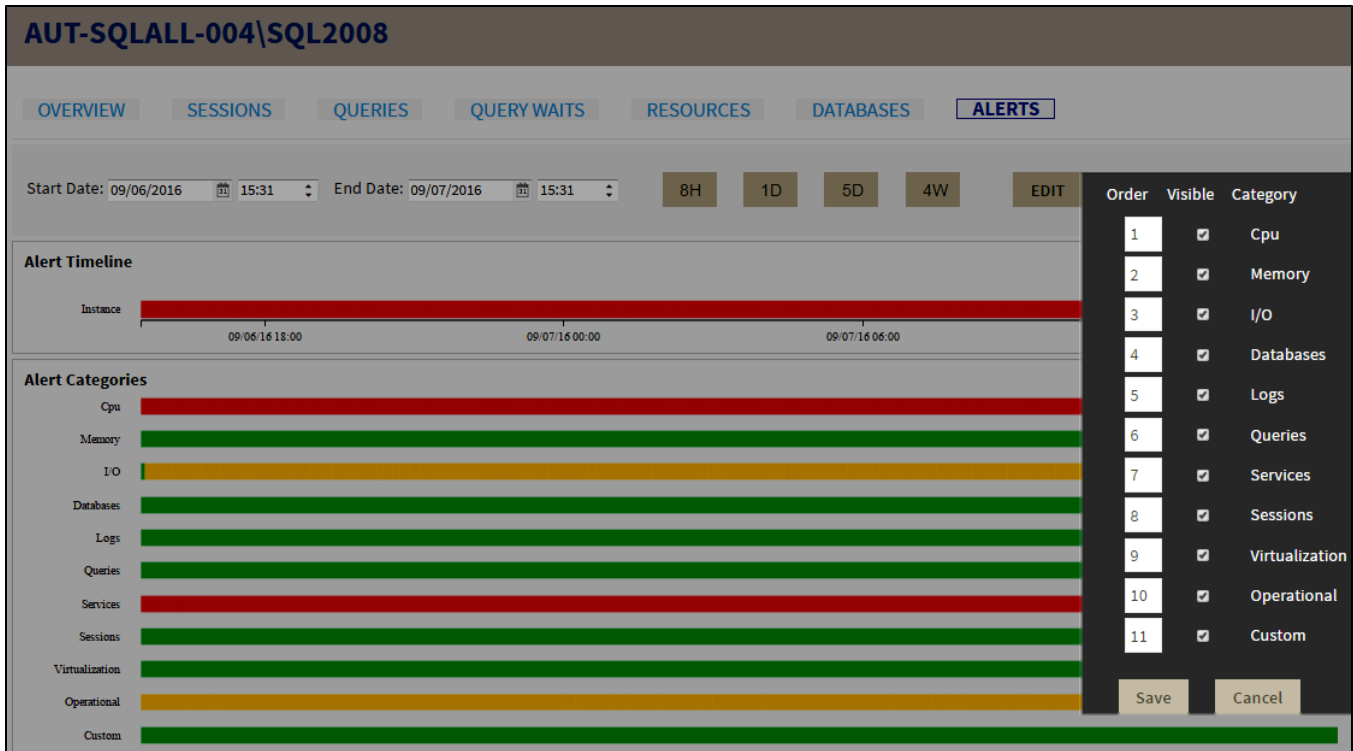 AUT-SQLALL-004\SQL2008
OVERVIEW SESSIONS QUERIES QUERY WAITS RESOURCES DATABASES ALERTS
Start Date: 09/06/2016 31 15:31 End Date: 09/07/2016 31 15:31 8H 1D 5D 4W EDIT
Order Visible Category
1 Cpu
2 Memory
3 I/O
4 Databases
5 Logs
6 Queries
7 Services
8 Sessions
9 Virtualization
10 Operational
11 Custom
Save Cancel
Alert Timeline
Instance
09/06/16 18:00 09/07/16 00:00 09/07/16 06:00
Alert Categories
Cpu
Memory
I/O
Databases
Logs
Queries
Services
Sessions
Virtualization
Operational
Custom